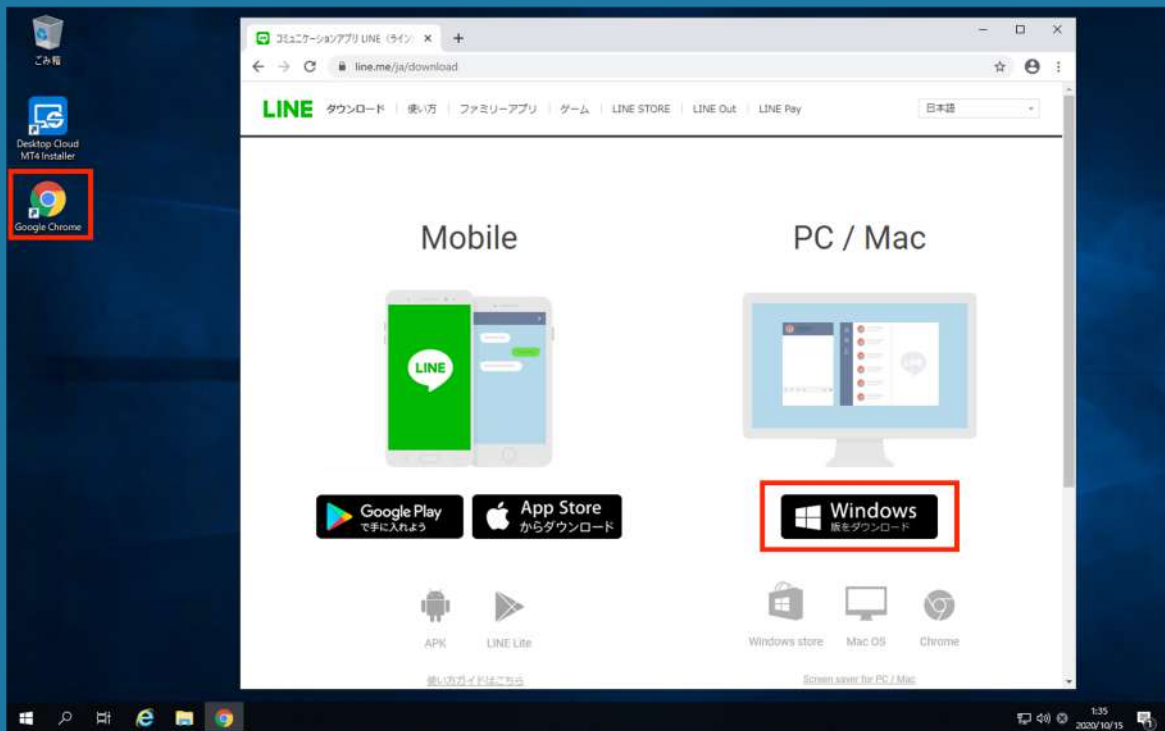 ごみ箱
Desktop Cloud
MT4 Installer
Google Chrome
コミュニケーションアプリ LINE（ライン
line.me/ja/download
LINE ダウンロード 使い方 ファミリーアプリ ゲーム LINE STORE LINE Out LINE Pay 日本語
Mobile
PC / Mac
LINE
Google Play
で手に入れよう
App Store
からダウンロード
Windows
版をダウンロード
APK
LINE Lite
Windows store
Mac OS
Chrome
使い方ガイドはこちら
Screen saver for PC / Mac
1:35
2020/10/15